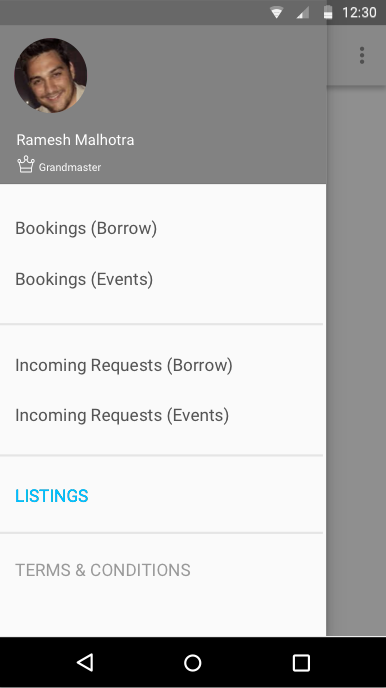 12:30
Ramesh Malhotra
Grandmaster
Bookings (Borrow)
Bookings (Events)
Incoming Requests (Borrow)
Incoming Requests (Events)
LISTINGS
TERMS & CONDITIONS